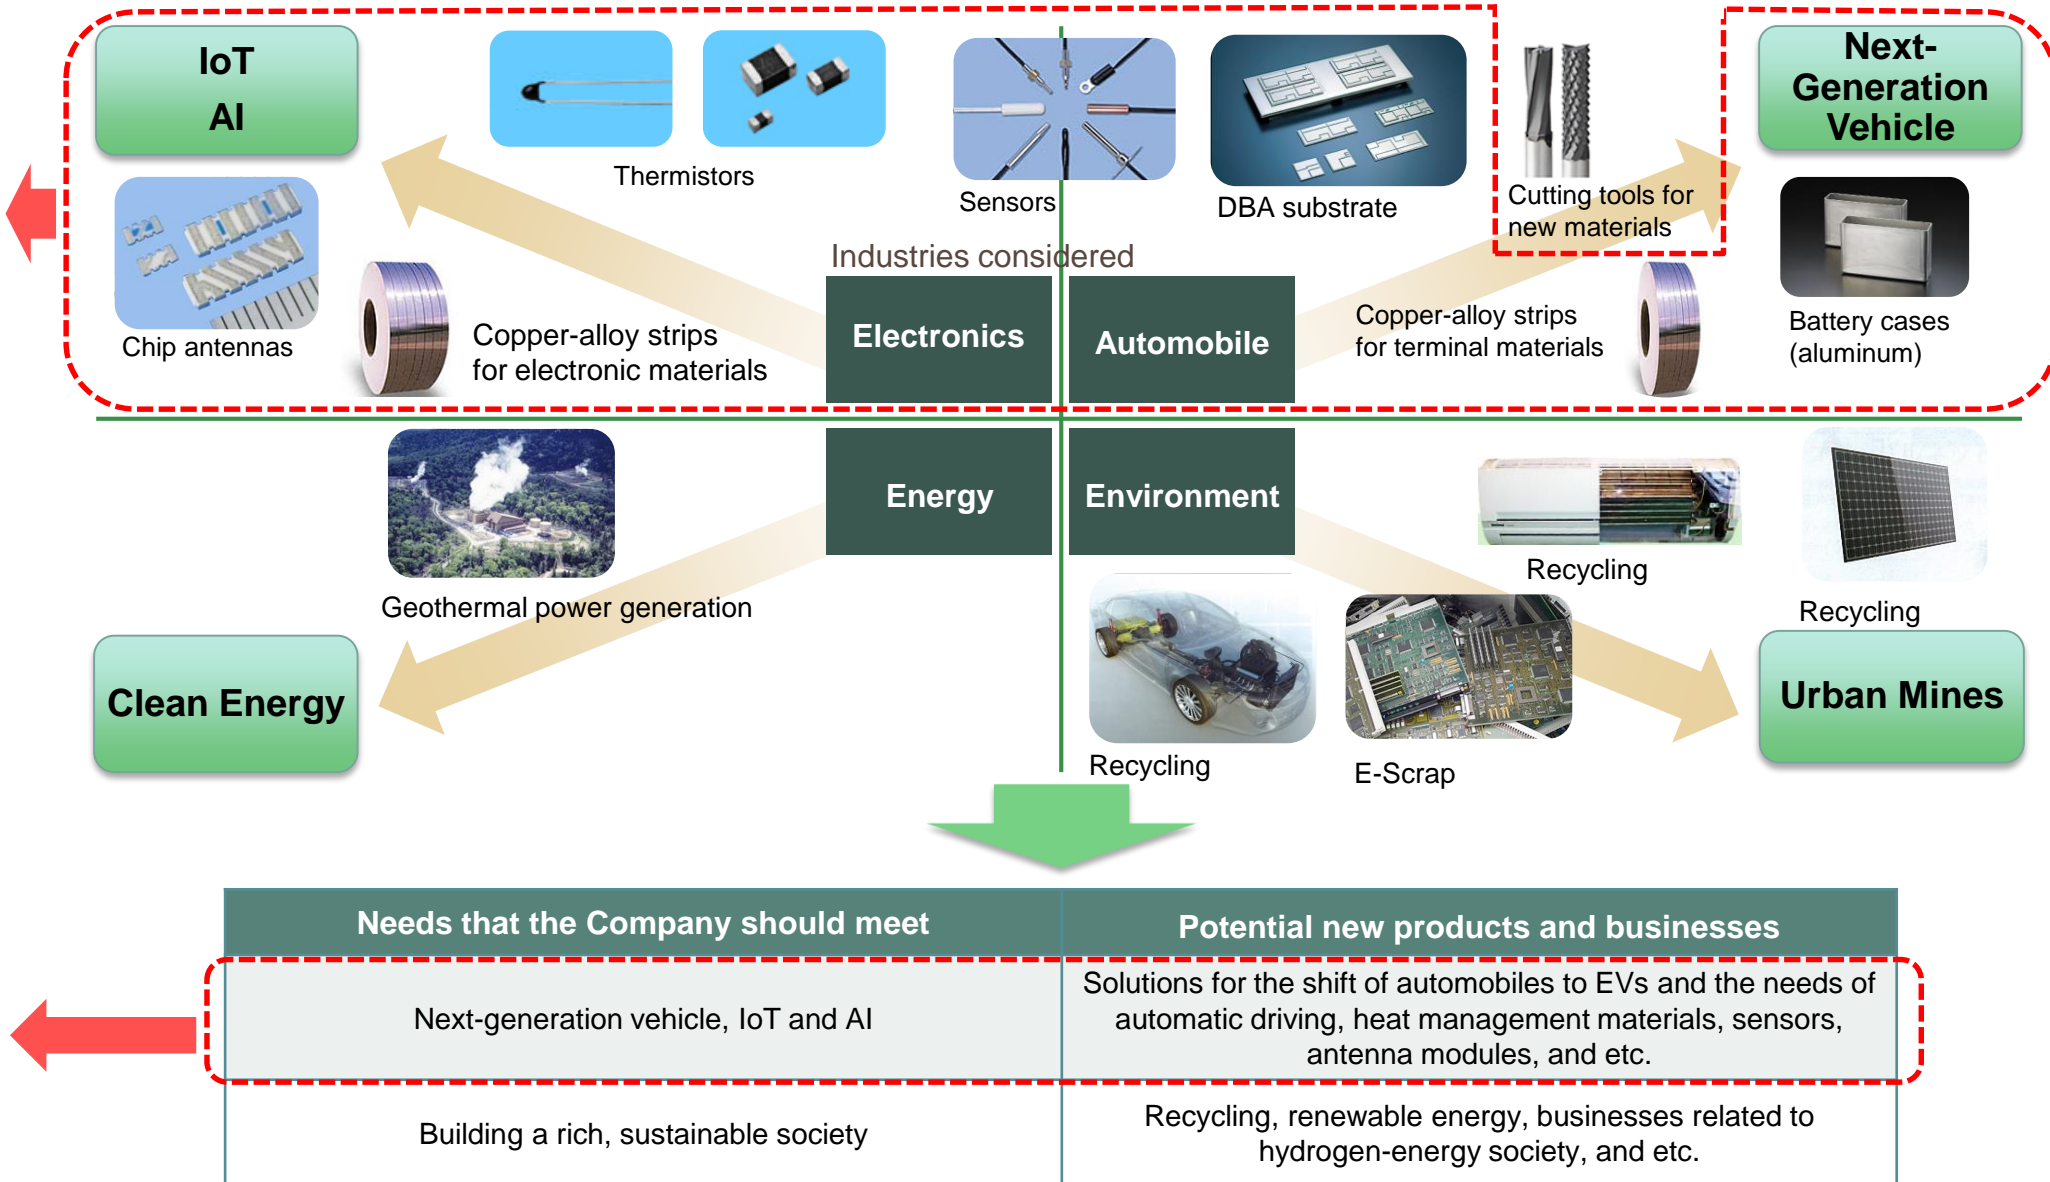 IoT
AI
Next-
Generation
Vehicle
Thermistors
Sensors
DBA substrate
Cutting tools for
new materials
Chip antennas
Copper-alloy strips
for electronic materials
Industries considered
Electronics
Automobile
Copper-alloy strips
for terminal materials
Battery cases
(aluminum)
Energy
Environment
Geothermal power generation
Recycling
Recycling
Clean Energy
Urban Mines
Recycling
E-Scrap
Needs that the Company should meet
Potential new products and businesses
Next-generation vehicle, IoT and AI
Solutions for the shift of automobiles to EVs and the needs of
automatic driving, heat management materials, sensors,
antenna modules, and etc.
Building a rich, sustainable society
Recycling, renewable energy, businesses related to
hydrogen-energy society, and etc.